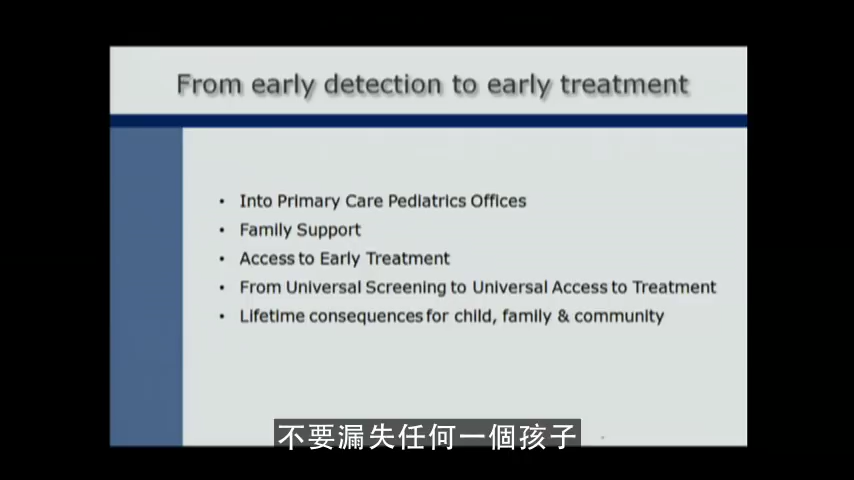 From early detection to early treatment
• Into Primary Care Pediatrics Offices
• Family Support
• Access to Early Treatment
• From Universal Screening to Universal Access to Treatment
• Lifetime consequences for child, family & community
不要漏失任何一個孩子